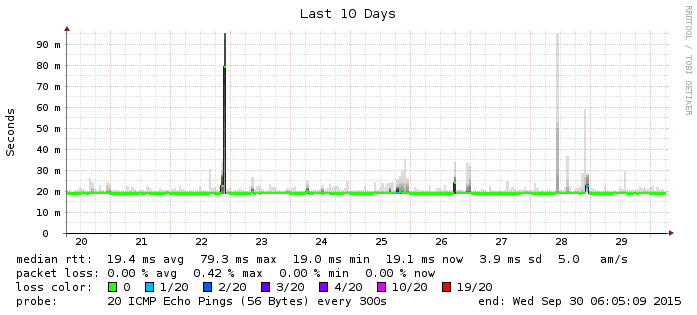 Last 10 Days
RRDTOOL / TOBI OETIKER
Seconds
90 m
80 m
70 m
60 m
50 m
40 m
30 m
20 m
10 m
0
20 21 22 23 24 25 26 27 28 29
median rtt: 19.4 ms avg 79.3 ms max 19.0 ms min 19.1 ms now 3.9 ms sd 5.0 am/s
packet loss: 0.00 % avg 0.42 % max 0.00 % min 0.00 % now
loss color: 0 1/20 2/20 3/20 4/20 10/20 19/20
probe: 20 ICMP Echo Pings (56 Bytes) every 300s end: Wed Sep 30 06:05:09 2015